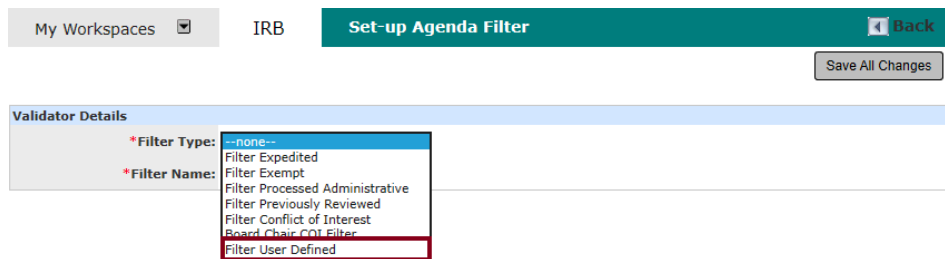 My Workspaces IRB Set-up Agenda Filter Back
Save All Changes
Validator Details
*Filter Type: --none--
Filter Expedited
*Filter Name: Filter Exempt
Filter Processed Administrative
Filter Previously Reviewed
Filter Conflict of Interest
Board Chair COI Filter
Filter User Defined